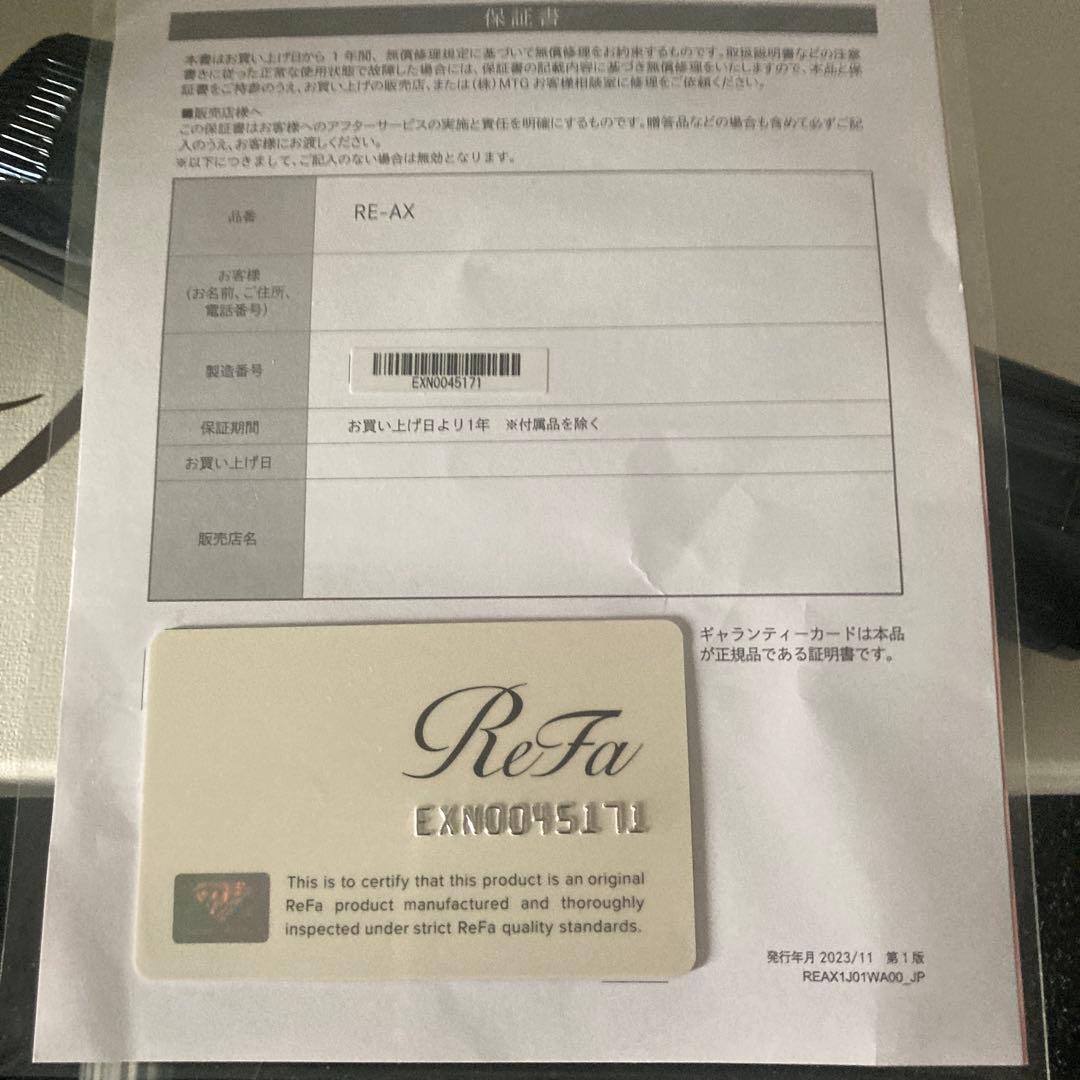 保証書
本書はお買い上げ日から 1 年間、無償修理規定に基づいて無償修理をお約束するものです。取扱説明書などの注意
書きに従った正常な使用状態で故障した場合には、保証書の記載内容に基づき無償修理をいたしますので、本品と保
証書をご持参のうえ、お買い上げの販売店、または(株)MTGお客様相談室に修理をご依頼ください。
■販売店様へ
この保証書はお客様へのアフターサービスの実施と責任を明確にするものです。贈答品などの場合も含めて必ずご記
入のうえ、お客様にお渡しください。
※以下につきまして、ご記入のない場合は無効となります。
品番 RE-AX
お客様
(お名前、ご住所、
電話番号)
製造番号 EXN0045171
保証期間 お買い上げ日より1年 ※付属品を除く
お買い上げ日
販売店名
ギャランティーカードは本品
が正規品である証明書です。
ReFa
EXN0045171
This is to certify that this product is an original
ReFa product manufactured and thoroughly
inspected under strict ReFa quality standards.
発行年月 2023/11 第1版
REAX1J01WA00_JP